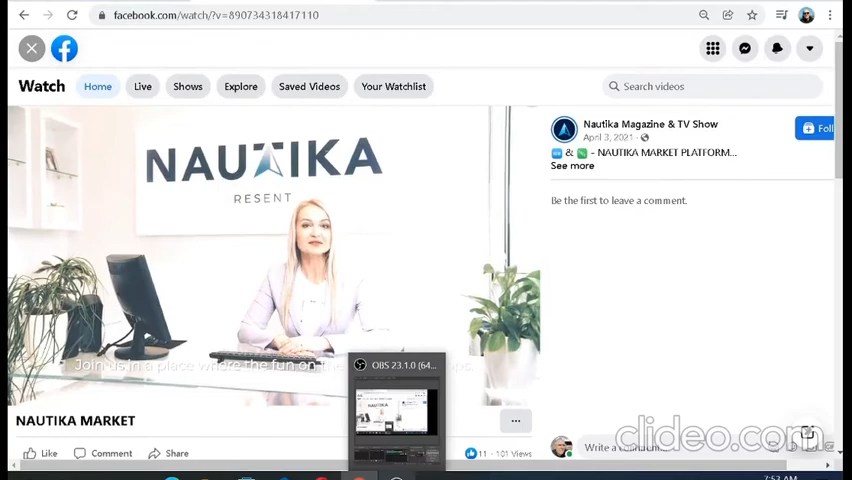 facebook.com/watch/?v=890734318417110
Watch
Home
Live
Shows
Explore
Saved Videos
Your Watchlist
Search videos
NAUTIKA
RESENT
Nautika Magazine & TV Show
April 3, 2021
Foll
& - NAUTIKA MARKET PLATFORM...
See more
Be the first to leave a comment.
Join us in a place where the fun on
OBS 23.1.0 (64...
NAUTIKA MARKET
clideo.com
Like
Comment
Share
11 · 101 Views
Write a
7:53 AM